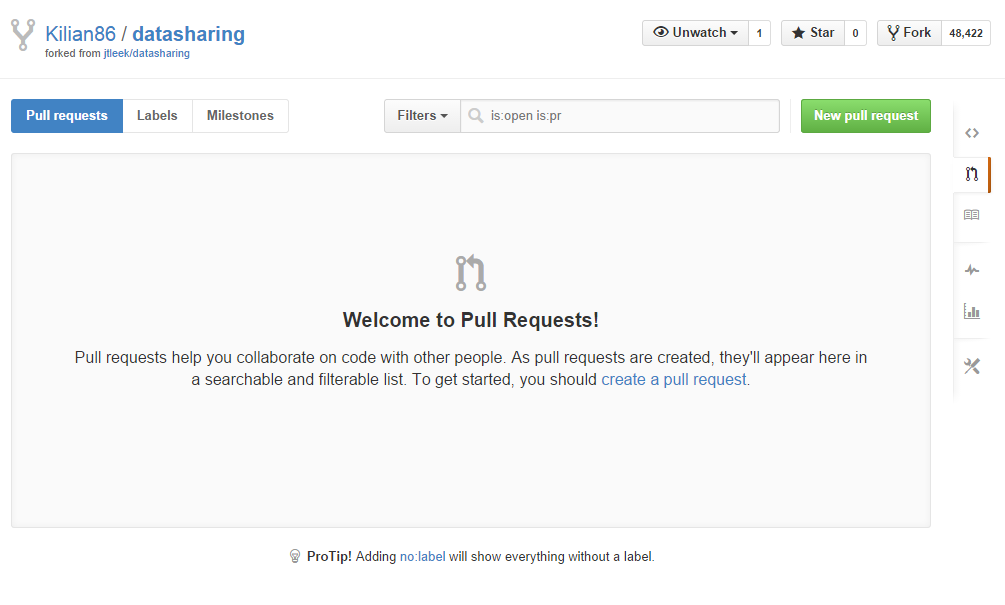 Kilian86 / datasharing
forked from jtleek/datasharing
Unwatch 1 Star 0 Fork 48,422
Pull requests Labels Milestones Filters is:open is:pr New pull request
Welcome to Pull Requests!
Pull requests help you collaborate on code with other people. As pull requests are created, they'll appear here in
a searchable and filterable list. To get started, you should create a pull request.
ProTip! Adding no:label will show everything without a label.